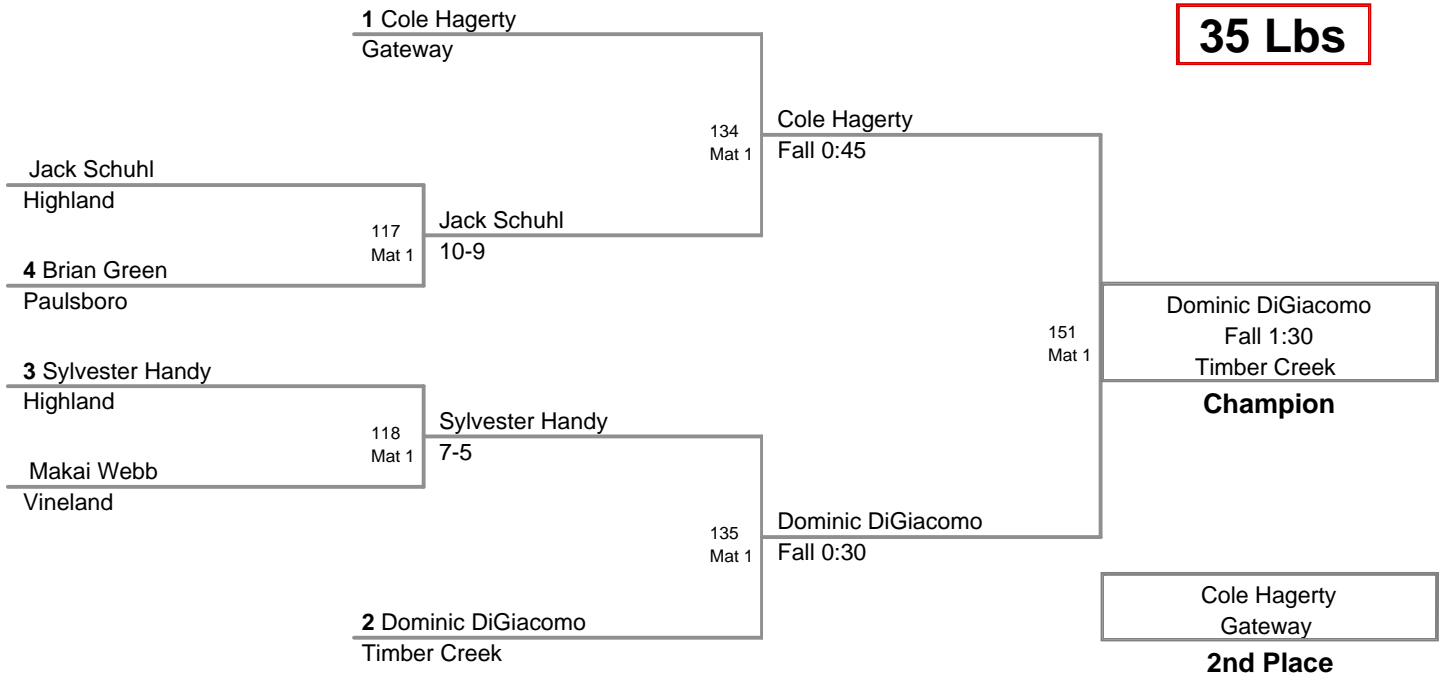 1 Cole Hagerty
Gateway
35 Lbs
134
Mat 1
Cole Hagerty
Fall 0:45
Jack Schuhl
Highland
117
Mat 1
Jack Schuhl
10-9
4 Brian Green
Paulsboro
3 Sylvester Handy
Highland
118
Mat 1
Sylvester Handy
7-5
Makai Webb
Vineland
135
Mat 1
Dominic DiGiacomo
Fall 0:30
2 Dominic DiGiacomo
Timber Creek
151
Mat 1
Dominic DiGiacomo
Fall 1:30
Timber Creek
Champion
Cole Hagerty
Gateway
2nd Place